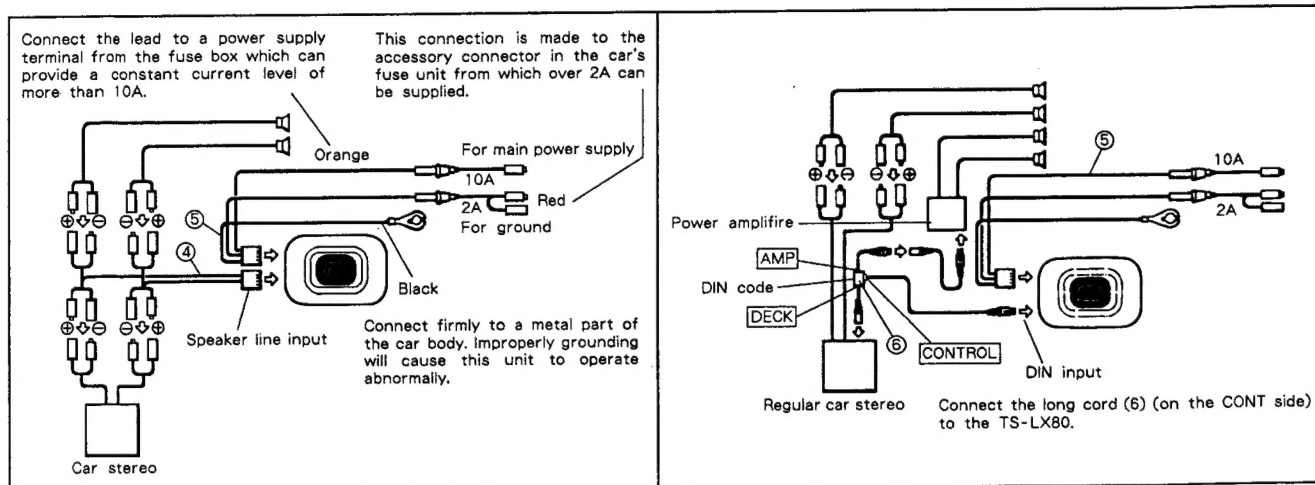 Connect the lead to a power supply
terminal from the fuse box which can
provide a constant current level of
more than 10A.
This connection is made to the
accessory connector in the car's
fuse unit from which over 2A can
be supplied.
Orange
For main power supply
10A
Red
2A
For ground
⊕ ⊖ ⊕ ⊖
⑤
④
Black
⊕ ⊖ ⊖ ⊕
Speaker line input
Connect firmly to a metal part of
the car body. Improperly grounding
will cause this unit to operate
abnormally.
Car stereo
⑤
10A
⊕ ⊖ ⊖ ⊕
2A
Power amplifire
AMP
DIN code
DECK
⑥
CONTROL
DIN input
Regular car stereo
Connect the long cord (6) (on the CONT side)
to the TS-LX80.